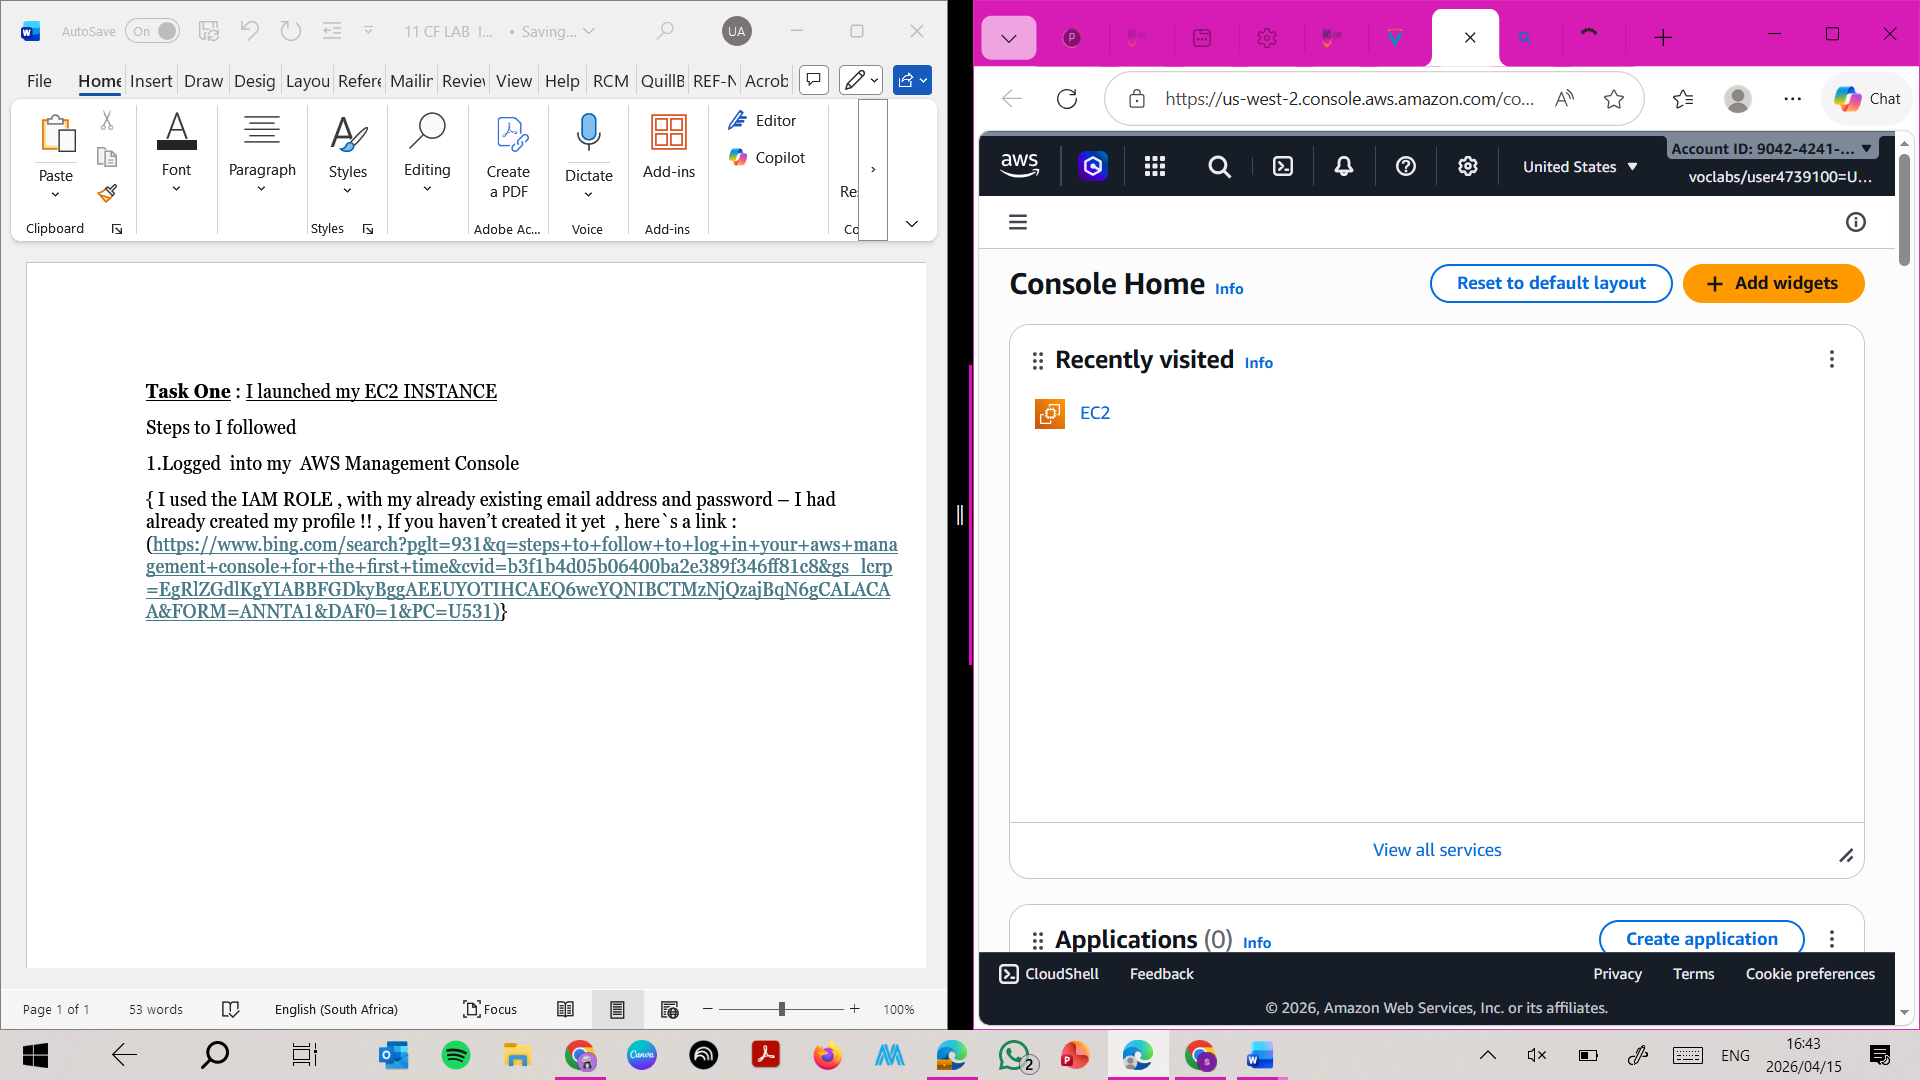 AutoSave
On
11 CF LAB I...
• Saving...
UA
File
Home
Insert
Draw
Desig
Layou
Refere
Mailin
Review
View
Help
RCM
QuillB
REF-N
Acrob
Paste
Font
Paragraph
Styles
Editing
Create
a PDF
Dictate
Add-ins
Editor
Copilot
Re
Clipboard
Styles
Adobe Ac...
Voice
Add-ins
Co
Task One : I launched my EC2 INSTANCE
Steps to I followed
1.Logged into my AWS Management Console
{ I used the IAM ROLE , with my already existing email address and password – I had
already created my profile !! , If you haven’t created it yet , here`s a link :
(https://www.bing.com/search?pglt=931&q=steps+to+follow+to+log+in+your+aws+mana
gement+console+for+the+first+time&cvid=b3f1b4d05b06400ba2e389f346ff81c8&gs_lcrp
=EgRlZGdlKgYIABBFGDkyBggAEEUYOTIHCAEQ6wcYQNIBCTMzNjQzajBqN6gCALACA
A&FORM=ANNTA1&DAF0=1&PC=U531)}
Page 1 of 1
53 words
English (South Africa)
Focus
100%
https://us-west-2.console.aws.amazon.com/co...
Chat
aws
United States
Account ID: 9042-4241-...
voclabs/user4739100=U...
Console Home Info
Reset to default layout
+ Add widgets
Recently visited Info
EC2
View all services
Applications (0) Info
Create application
CloudShell
Feedback
Privacy
Terms
Cookie preferences
© 2026, Amazon Web Services, Inc. or its affiliates.
Canva
2
ENG
16:43
2026/04/15